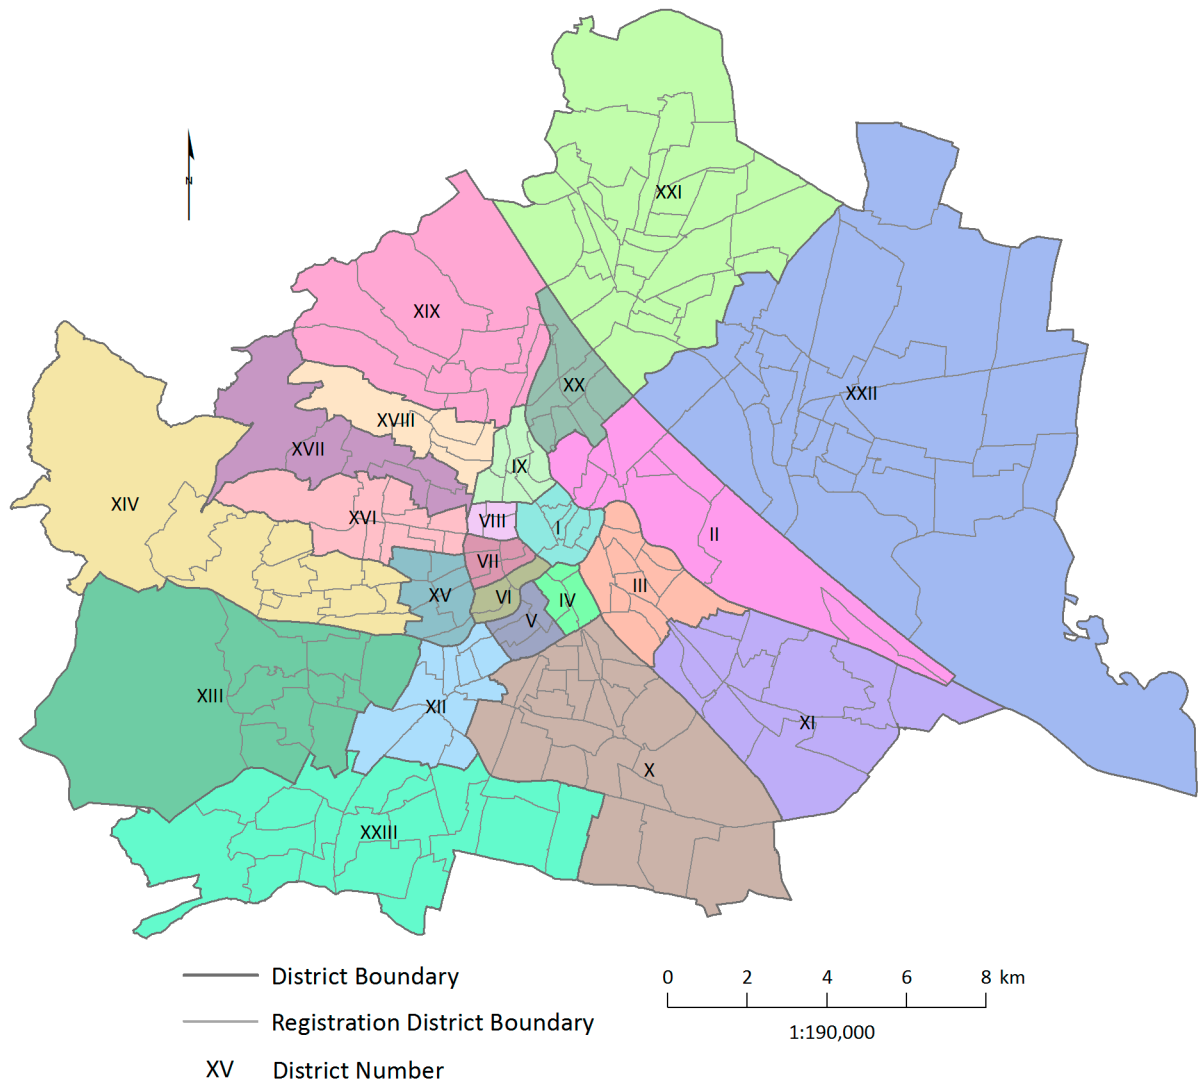 XXI
N
XIX
XX
XXII
XVIII
XVII
IX
XIV
XVI
VIII
I
II
VII
III
XV
VI
IV
V
XIII
XII
XI
X
XXIII
District Boundary
0 2 4 6 8 km
Registration District Boundary
1:190,000
XV District Number